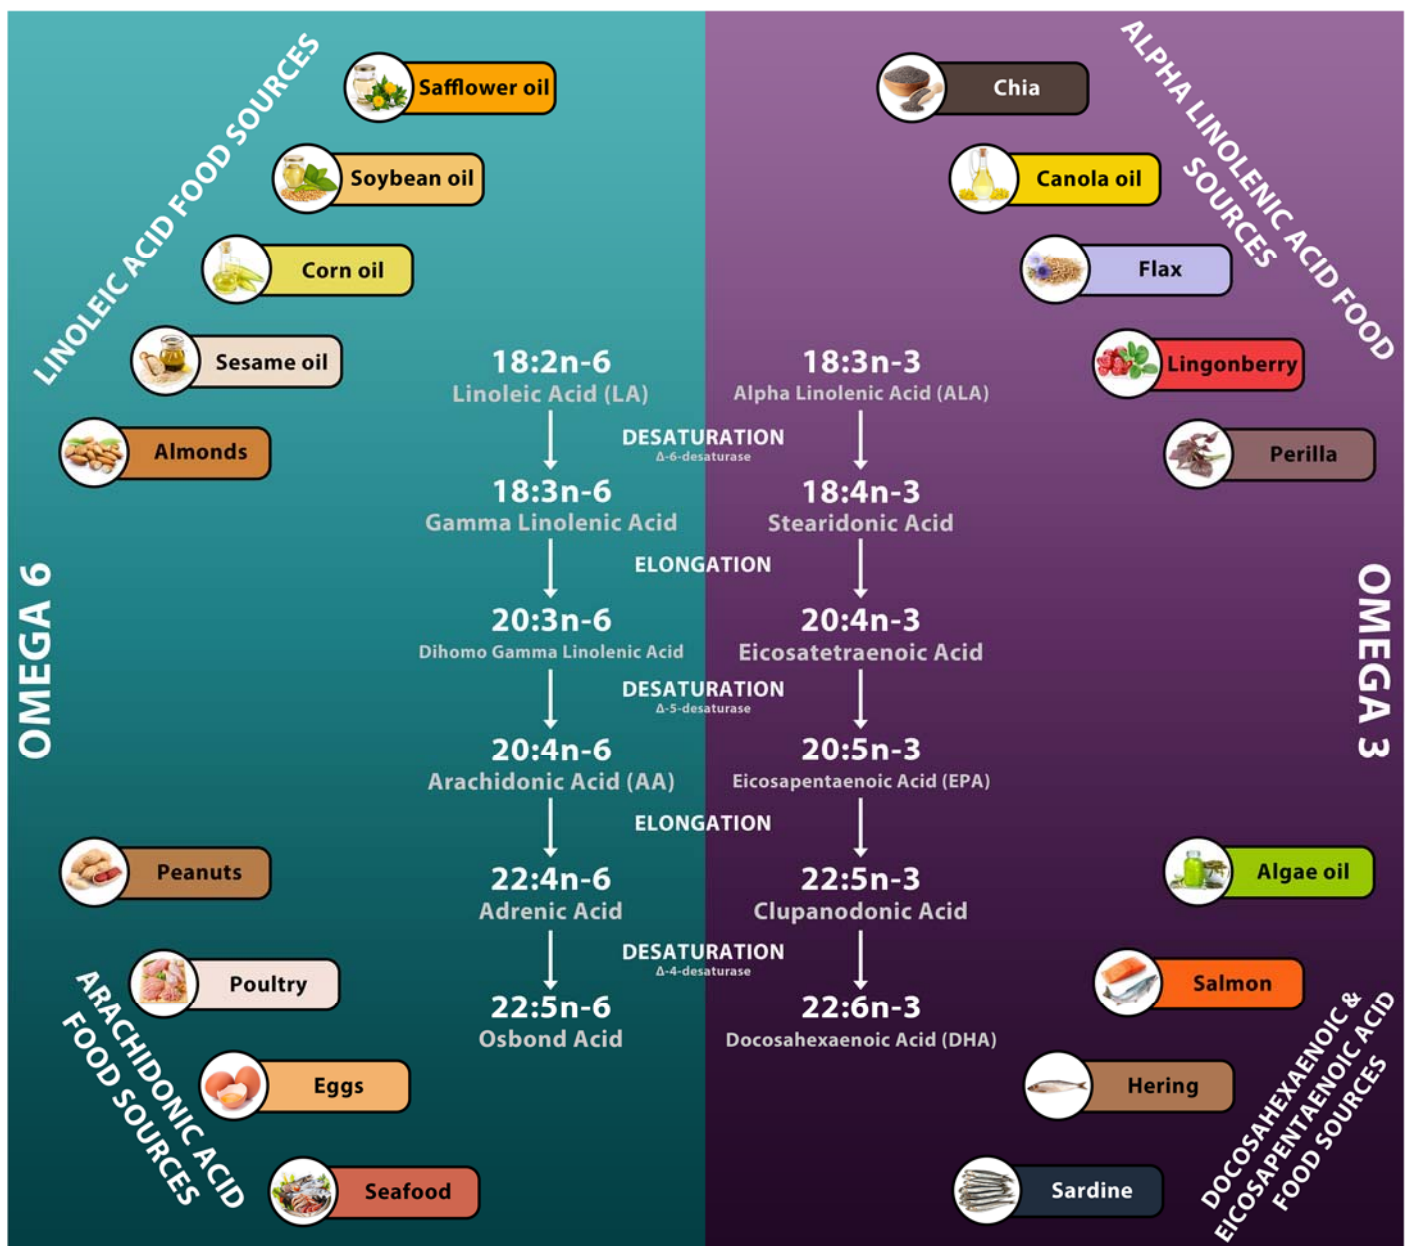 LINOLEIC ACID FOOD SOURCES
Safflower oil
Soybean oil
Corn oil
Sesame oil
Almonds
ALPHA LINOLENIC ACID FOOD
SOURCES
Chia
Canola oil
Flax
Lingonberry
Perilla
OMEGA 6
OMEGA 3
18:2n-6
Linoleic Acid (LA)
18:3n-3
Alpha Linolenic Acid (ALA)
DESATURATION
Δ-6-desaturase
18:3n-6
Gamma Linolenic Acid
18:4n-3
Stearidonic Acid
ELONGATION
20:3n-6
Dihomo Gamma Linolenic Acid
20:4n-3
Eicosatetraenoic Acid
DESATURATION
Δ-5-desaturase
20:4n-6
Arachidonic Acid (AA)
20:5n-3
Eicosapentaenoic Acid (EPA)
ELONGATION
22:4n-6
Adrenic Acid
22:5n-3
Clupanodonic Acid
DESATURATION
Δ-4-desaturase
22:5n-6
Osbond Acid
22:6n-3
Docosahexaenoic Acid (DHA)
Peanuts
Poultry
Eggs
Seafood
ARACHIDONIC ACID
FOOD SOURCES
Algae oil
Salmon
Hering
Sardine
DOCOSAHEXAENOIC &
EICOSAPENTAENOIC ACID
FOOD SOURCES